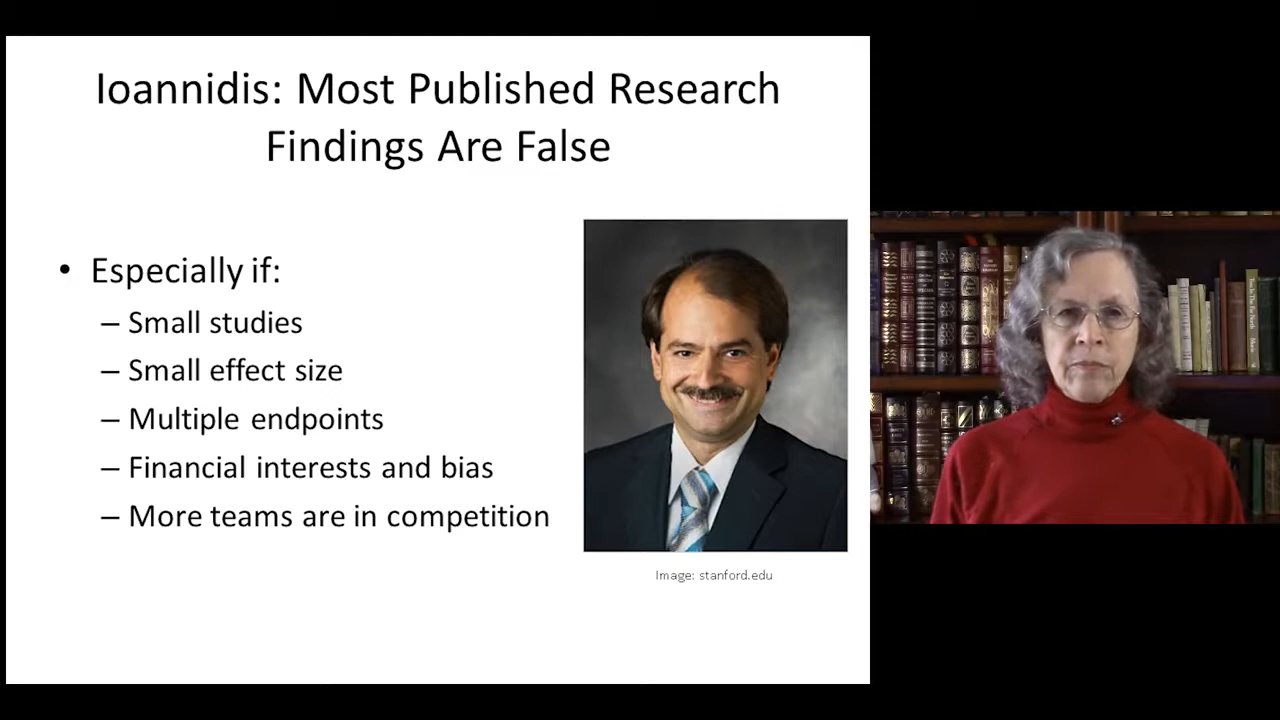 Ioannidis: Most Published Research
Findings Are False
• Especially if:
– Small studies
– Small effect size
– Multiple endpoints
– Financial interests and bias
– More teams are in competition
Image: stanford.edu